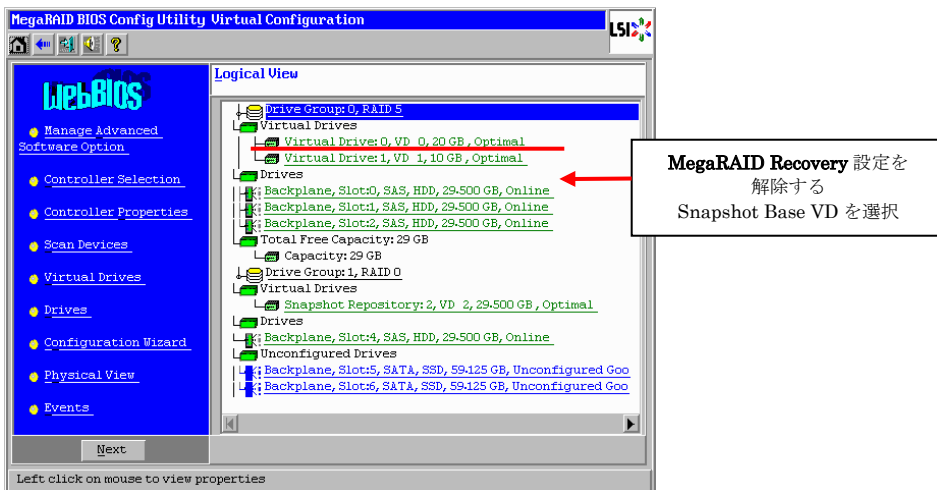 MegaRAID BIOS Config Utility Virtual Configuration
LSI
?
WebBIOS
Manage Advanced
Software Option
Controller Selection
Controller Properties
Scan Devices
Virtual Drives
Drives
Configuration Wizard
Physical View
Events
Next
Logical View
Drive Group: 0, RAID 5
Virtual Drives
Virtual Drive: 0, VD_0, 20 GB, Optimal
Virtual Drive: 1, VD_1, 10 GB, Optimal
Drives
Backplane, Slot:0, SAS, HDD, 29.500 GB, Online
Backplane, Slot:1, SAS, HDD, 29.500 GB, Online
Backplane, Slot:2, SAS, HDD, 29.500 GB, Online
Total Free Capacity: 29 GB
Capacity: 29 GB
Drive Group: 1, RAID 0
Virtual Drives
Snapshot Repository: 2, VD_2, 29.500 GB, Optimal
Drives
Backplane, Slot:4, SAS, HDD, 29.500 GB, Online
Unconfigured Drives
Backplane, Slot:5, SATA, SSD, 59.125 GB, Unconfigured Goo
Backplane, Slot:6, SATA, SSD, 59.125 GB, Unconfigured Goo
Left click on mouse to view properties
MegaRAID Recovery 設定を
解除する
Snapshot Base VD を選択